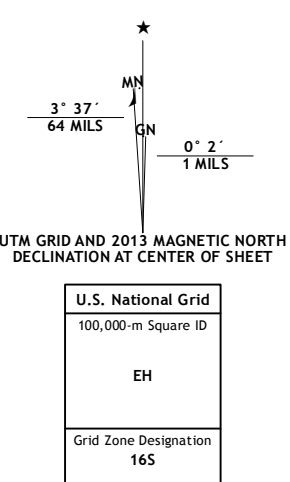 ★
MN
3° 37´
64 MILS
GN
0° 2´
1 MILS
UTM GRID AND 2013 MAGNETIC NORTH
DECLINATION AT CENTER OF SHEET
U.S. National Grid
100,000-m Square ID
EH
Grid Zone Designation
16S